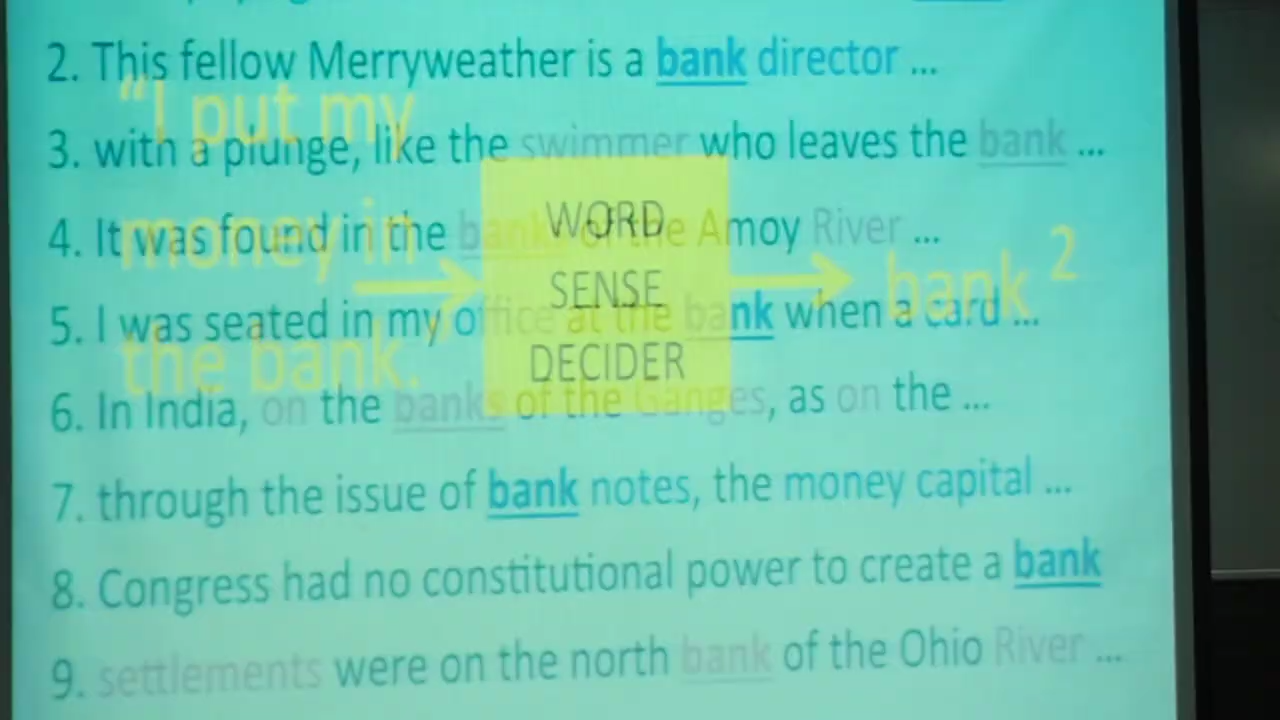 2. This fellow Merryweather is a bank director ...
3. with a plunge, like the swimmer who leaves the bank ...
4. It was found in the banks of the Amoy River ...
5. I was seated in my office at the bank when a card ...
6. In India, on the banks of the Ganges, as on the ...
7. through the issue of bank notes, the money capital ...
8. Congress had no constitutional power to create a bank
9. settlements were on the north bank of the Ohio River ...
"I put my
money in
the bank."
WORD
SENSE
DECIDER
bank 2